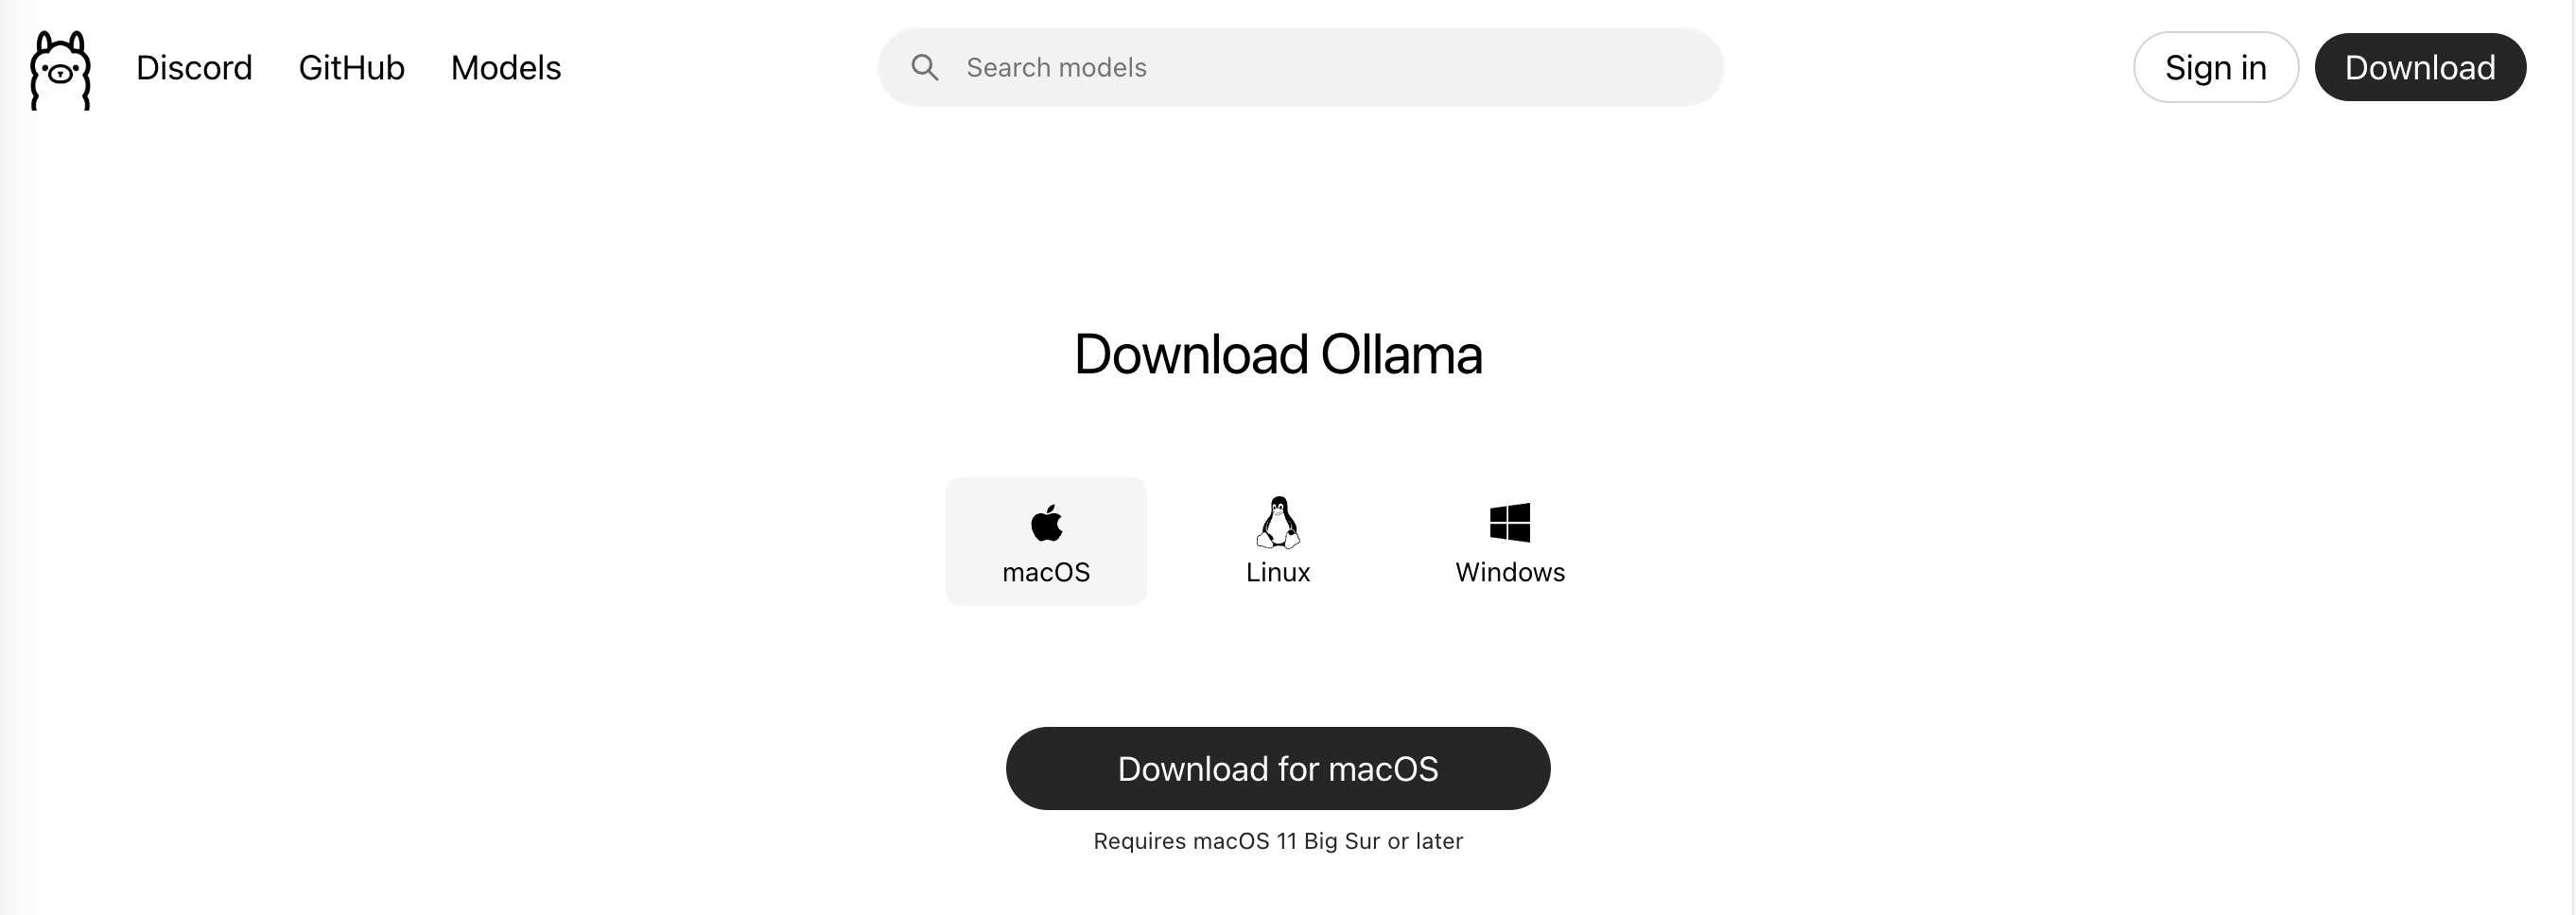 Discord GitHub Models Search models Sign in Download
Download Ollama
macOS Linux Windows
Download for macOS
Requires macOS 11 Big Sur or later